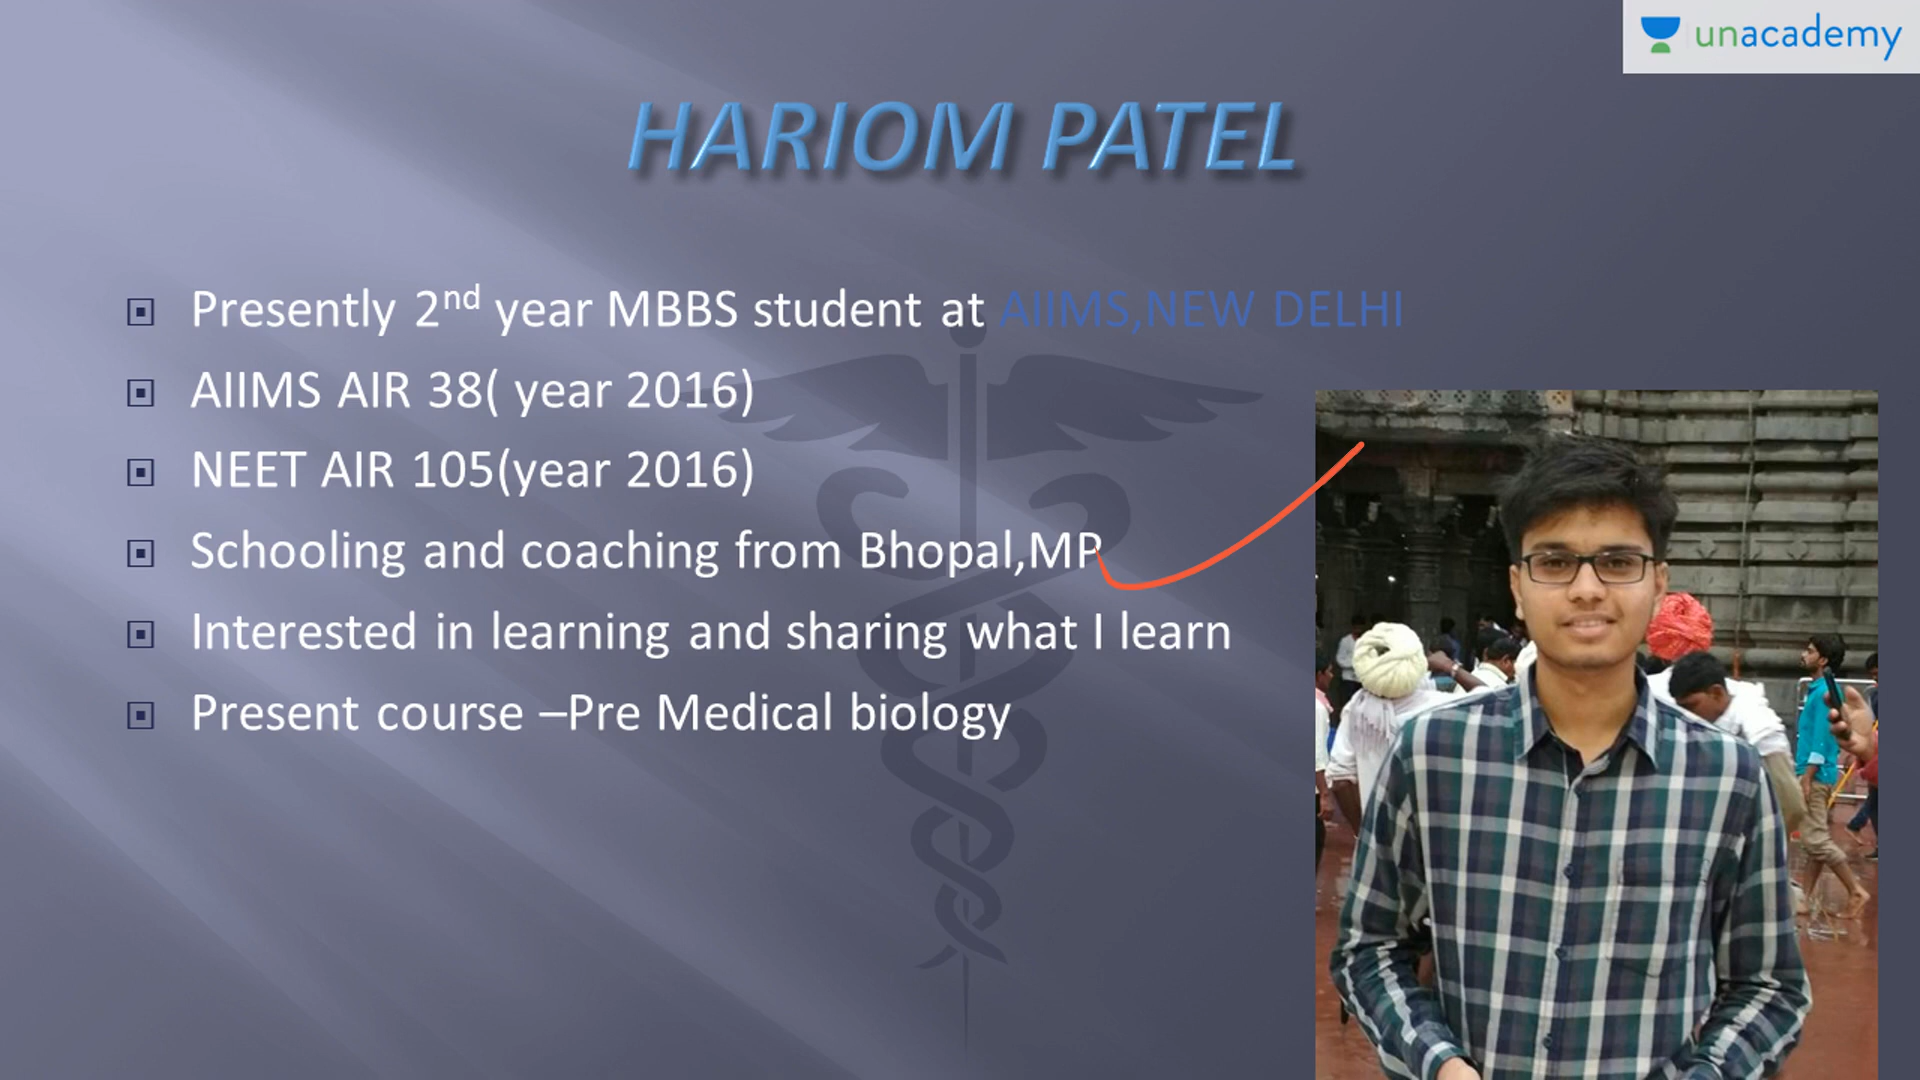 unacademy
HARIOM PATEL
Presently 2nd year MBBS student at AIIMS,NEW DELHI
AIIMS AIR 38( year 2016)
NEET AIR 105(year 2016)
Schooling and coaching from Bhopal,MP
Interested in learning and sharing what I learn
Present course –Pre Medical biology